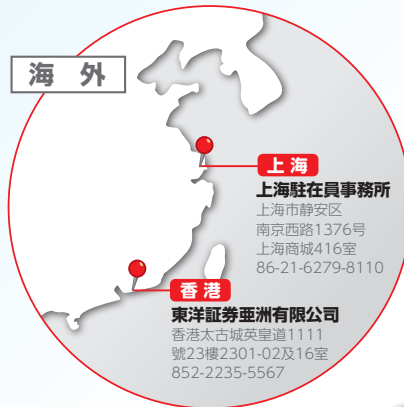 海 外
上海
上海駐在員事務所
上海市静安区
南京西路1376号
上海商城416室
86-21-6279-8110
香港
東洋証券亜洲有限公司
香港太古城英皇道1111
號23樓2301-02及16室
852-2235-5567